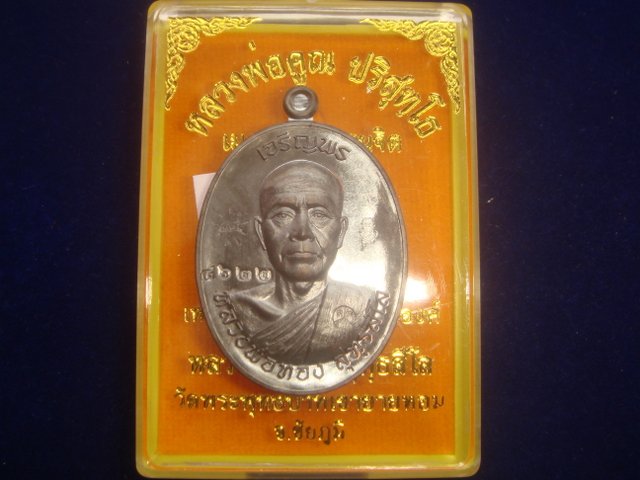 หลวงพ่อคูณ ปริสุทฺโธ
เจริญพร
๘๖๒๒
หลวงพ่อทอง สุทฺธสีโล
วัดพระพุทธบาทเขายายหอม
จ.ชัยภูมิ